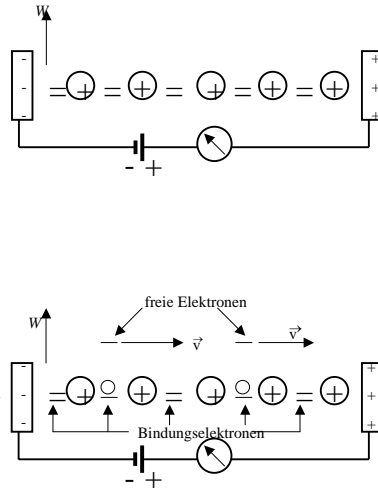 W
- = + = + = + = + = + +
- +
- +
- +
freie Elektronen
W
v v
- = + + = + + = + +
- +
- Bindungselektronen +
- +